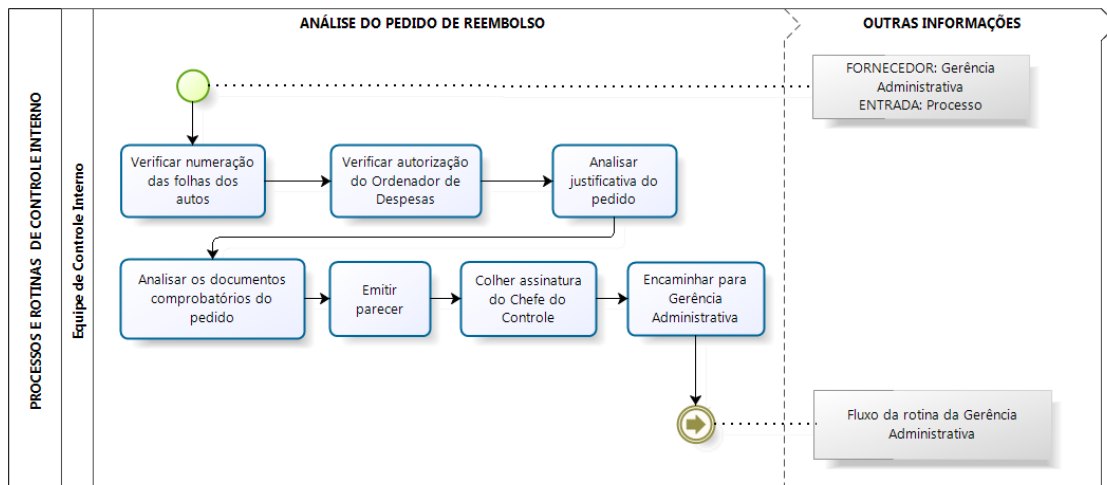 ANÁLISE DO PEDIDO DE REEMBOLSO
OUTRAS INFORMAÇÕES
PROCESSOS E ROTINAS DE CONTROLE INTERNO
Equipe de Controle Interno
FORNECEDOR: Gerência
Administrativa
ENTRADA: Processo
Verificar numeração
das folhas dos
autos
Verificar autorização
do Ordenador de
Despesas
Analisar
justificativa do
pedido
Analisar os documentos
comprobatórios do
pedido
Emitir
parecer
Colher assinatura
do Chefe do
Controle
Encaminhar para
Gerência
Administrativa
Fluxo da rotina da Gerência
Administrativa